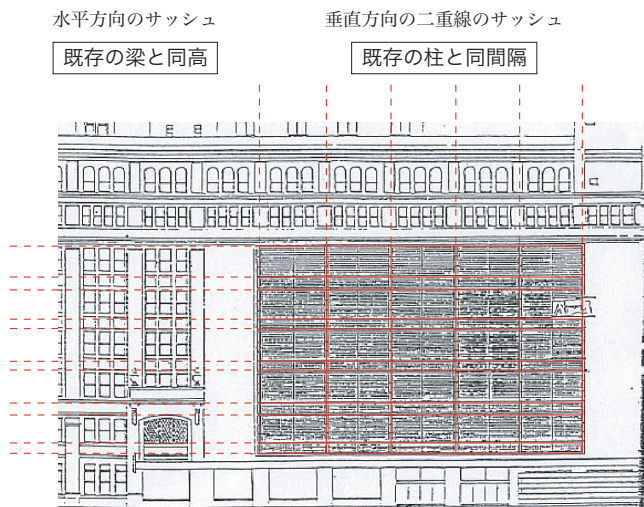 水平方向のサッシュ
垂直方向の二重線のサッシュ
既存の梁と同高
既存の柱と同間隔